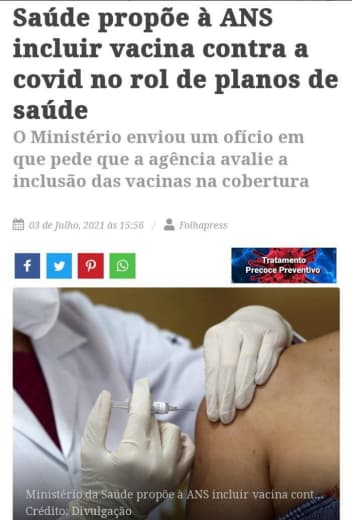 Saúde propõe à ANS
incluir vacina contra a
covid no rol de planos de
saúde
O Ministério enviou um ofício em
que pede que a agência avalie a
inclusão das vacinas na cobertura
03 de Julho, 2021 às 15:56 / Folhapress
Tratamento
Precoce Preventivo
Ministério da Saúde propõe à ANS incluir vacina cont...
Crédito: Divulgação